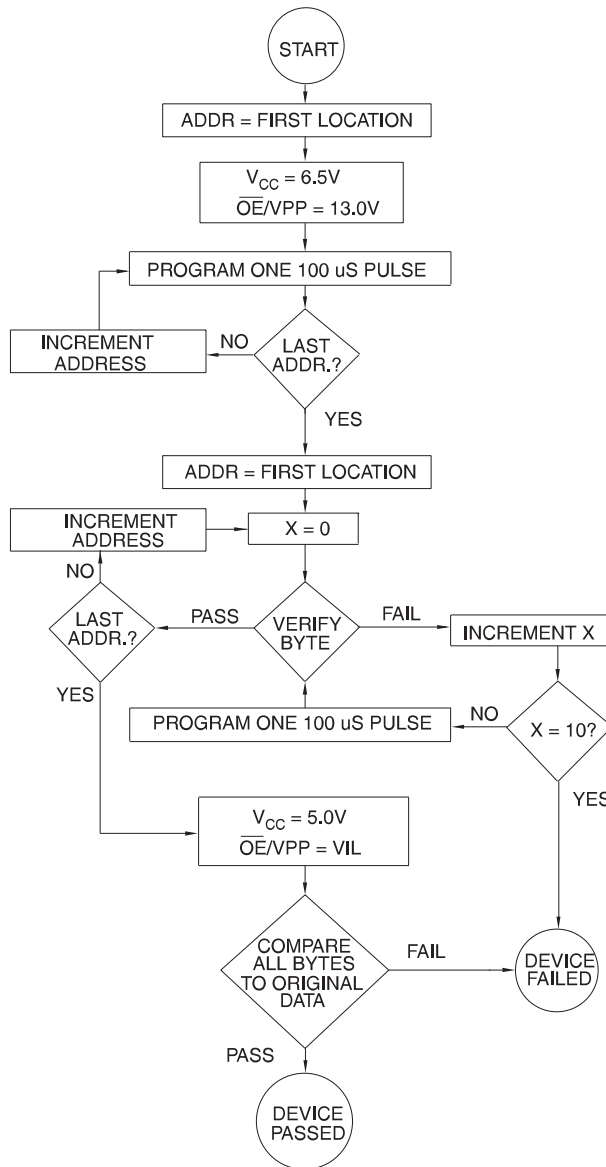 START
ADDR = FIRST LOCATION
VCC = 6.5V
OE/VPP = 13.0V
PROGRAM ONE 100 uS PULSE
INCREMENT
ADDRESS
NO
LAST
ADDR.?
YES
ADDR = FIRST LOCATION
INCREMENT
ADDRESS
X = 0
NO
LAST
ADDR.?
PASS
VERIFY
BYTE
FAIL
INCREMENT X
YES
PROGRAM ONE 100 uS PULSE
NO
X = 10?
YES
VCC = 5.0V
OE/VPP = VIL
COMPARE
ALL BYTES
TO ORIGINAL
DATA
FAIL
DEVICE
FAILED
PASS
DEVICE
PASSED